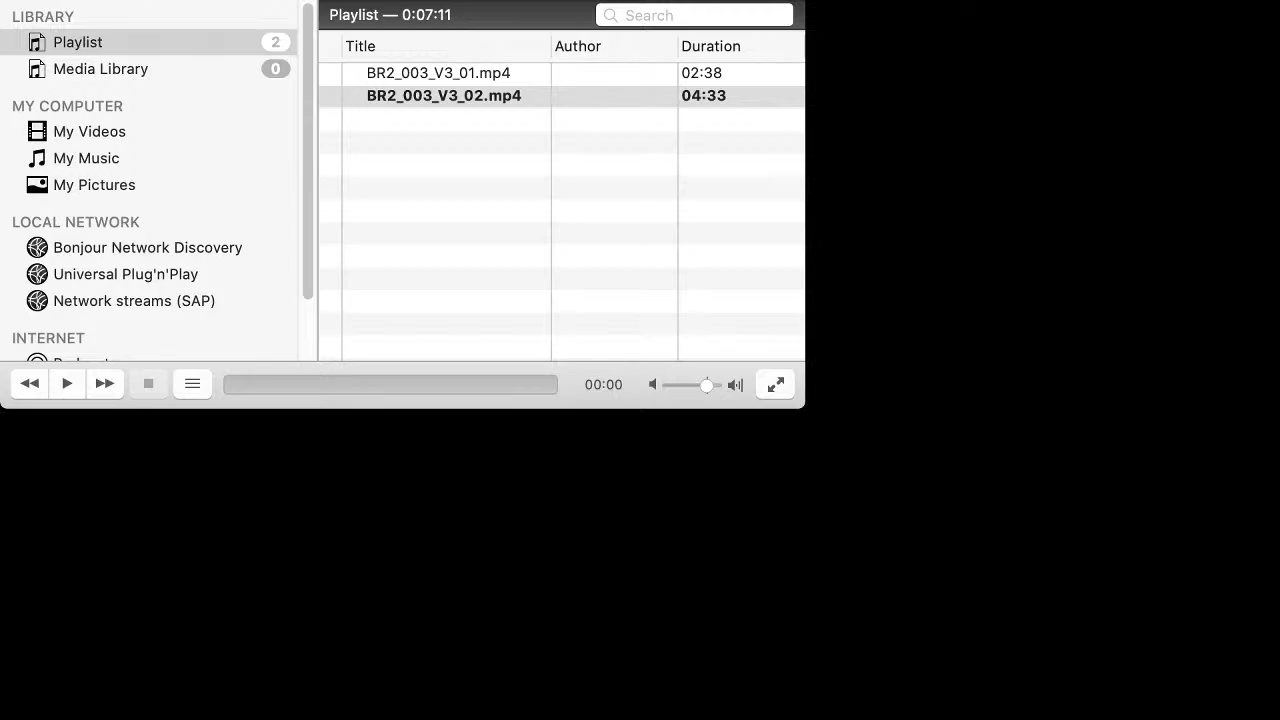 LIBRARY
Playlist 2
Media Library 0
MY COMPUTER
My Videos
My Music
My Pictures
LOCAL NETWORK
Bonjour Network Discovery
Universal Plug'n'Play
Network streams (SAP)
INTERNET
Playlist — 0:07:11
Search
Title Author Duration
BR2_003_V3_01.mp4 02:38
BR2_003_V3_02.mp4 04:33
00:00